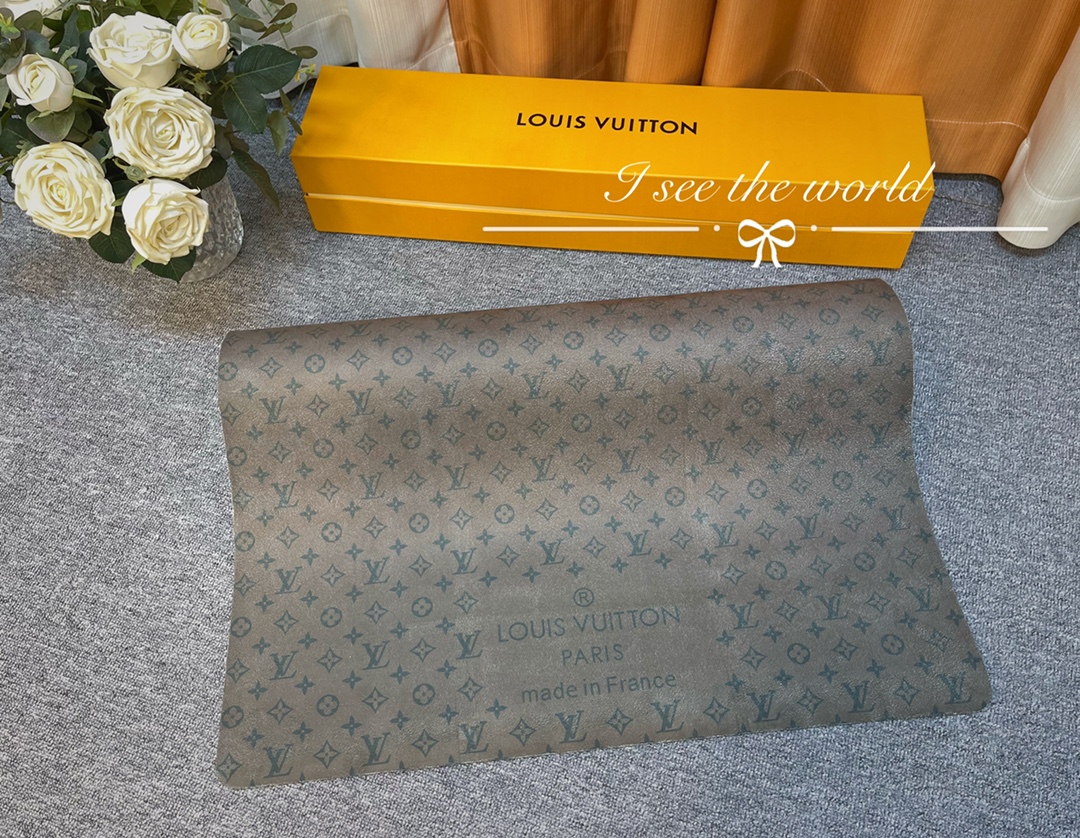 LOUIS VUITTON
I see the world
®
LOUIS VUITTON
PARIS
made in France